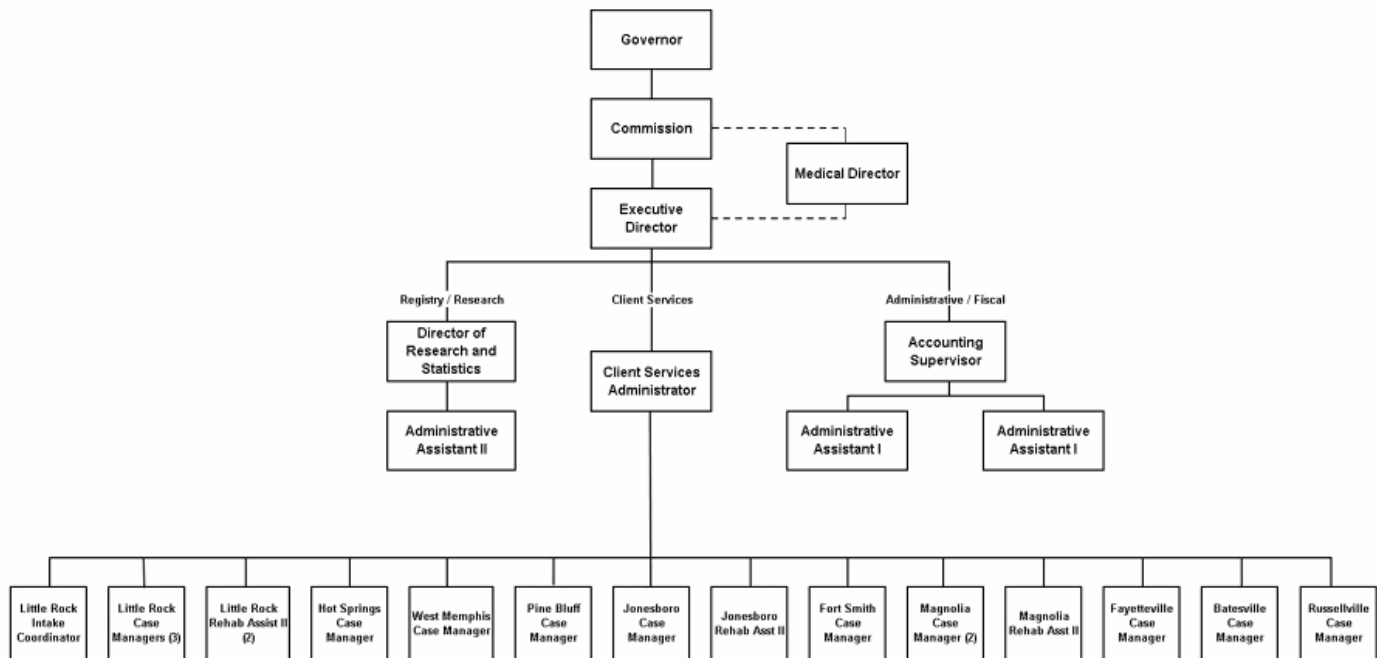 Governor
Commission
Medical Director
Executive
Director
Registry / Research
Client Services
Administrative / Fiscal
Director of
Research and
Statistics
Client Services
Administrator
Accounting
Supervisor
Administrative
Assistant II
Administrative
Assistant I
Administrative
Assistant I
Little Rock
Intake
Coordinator
Little Rock
Case
Managers (3)
Little Rock
Rehab Assist II
(2)
Hot Springs
Case
Manager
West Memphis
Case Manager
Pine Bluff
Case
Manager
Jonesboro
Case
Manager
Jonesboro
Rehab Asst II
Fort Smith
Case
Manager
Magnolia
Case
Manager (2)
Magnolia
Rehab Asst II
Fayetteville
Case
Manager
Batesville
Case
Manager
Russellville
Case
Manager